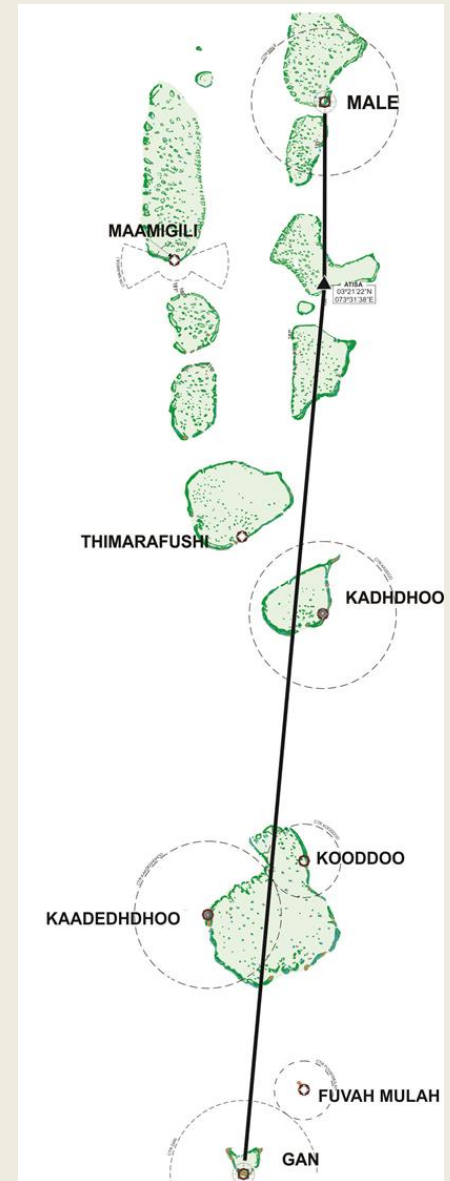 MALE
MAAMIGILI
ATISA
03°21'22"N
073°31'38"E
THIMARAFUSHI
KADHDHOO
KOODDOO
KAADEDHDHOO
FUVAH MULAH
GAN